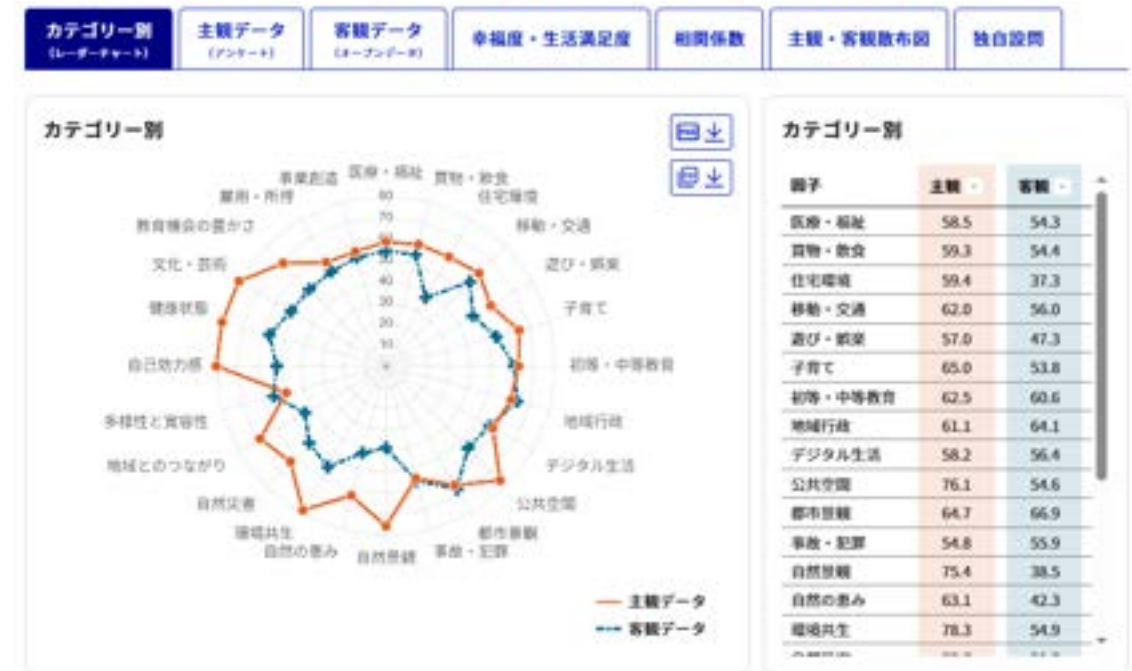 カテゴリー別
(レーダーチャート)
主観データ
(アンケート)
客観データ
(オープンデータ)
幸福度・生活満足度
相関係数
主観・客観散布図
独自設問
カテゴリー別
医療・福祉
買物・飲食
住宅環境
移動・交通
遊び・娯楽
子育て
初等・中等教育
地域行政
デジタル生活
公共空間
都市景観
事故・犯罪
自然景観
自然の恵み
環境共生
自然災害
地域とのつながり
多様性と寛容性
自己効力感
健康状態
文化・芸術
教育機会の豊かさ
雇用・所得
事業創造
80
70
40
30
20
10
主観データ
客観データ
カテゴリー別
因子 主観 客観
医療・福祉 58.5 54.3
買物・飲食 59.3 54.4
住宅環境 59.4 37.3
移動・交通 62.0 56.0
遊び・娯楽 57.0 47.3
子育て 65.0 53.8
初等・中等教育 62.5 60.6
地域行政 61.1 64.1
デジタル生活 58.2 56.4
公共空間 76.1 54.6
都市景観 64.7 66.9
事故・犯罪 54.8 55.9
自然景観 75.4 38.5
自然の恵み 63.1 42.3
環境共生 78.3 54.9